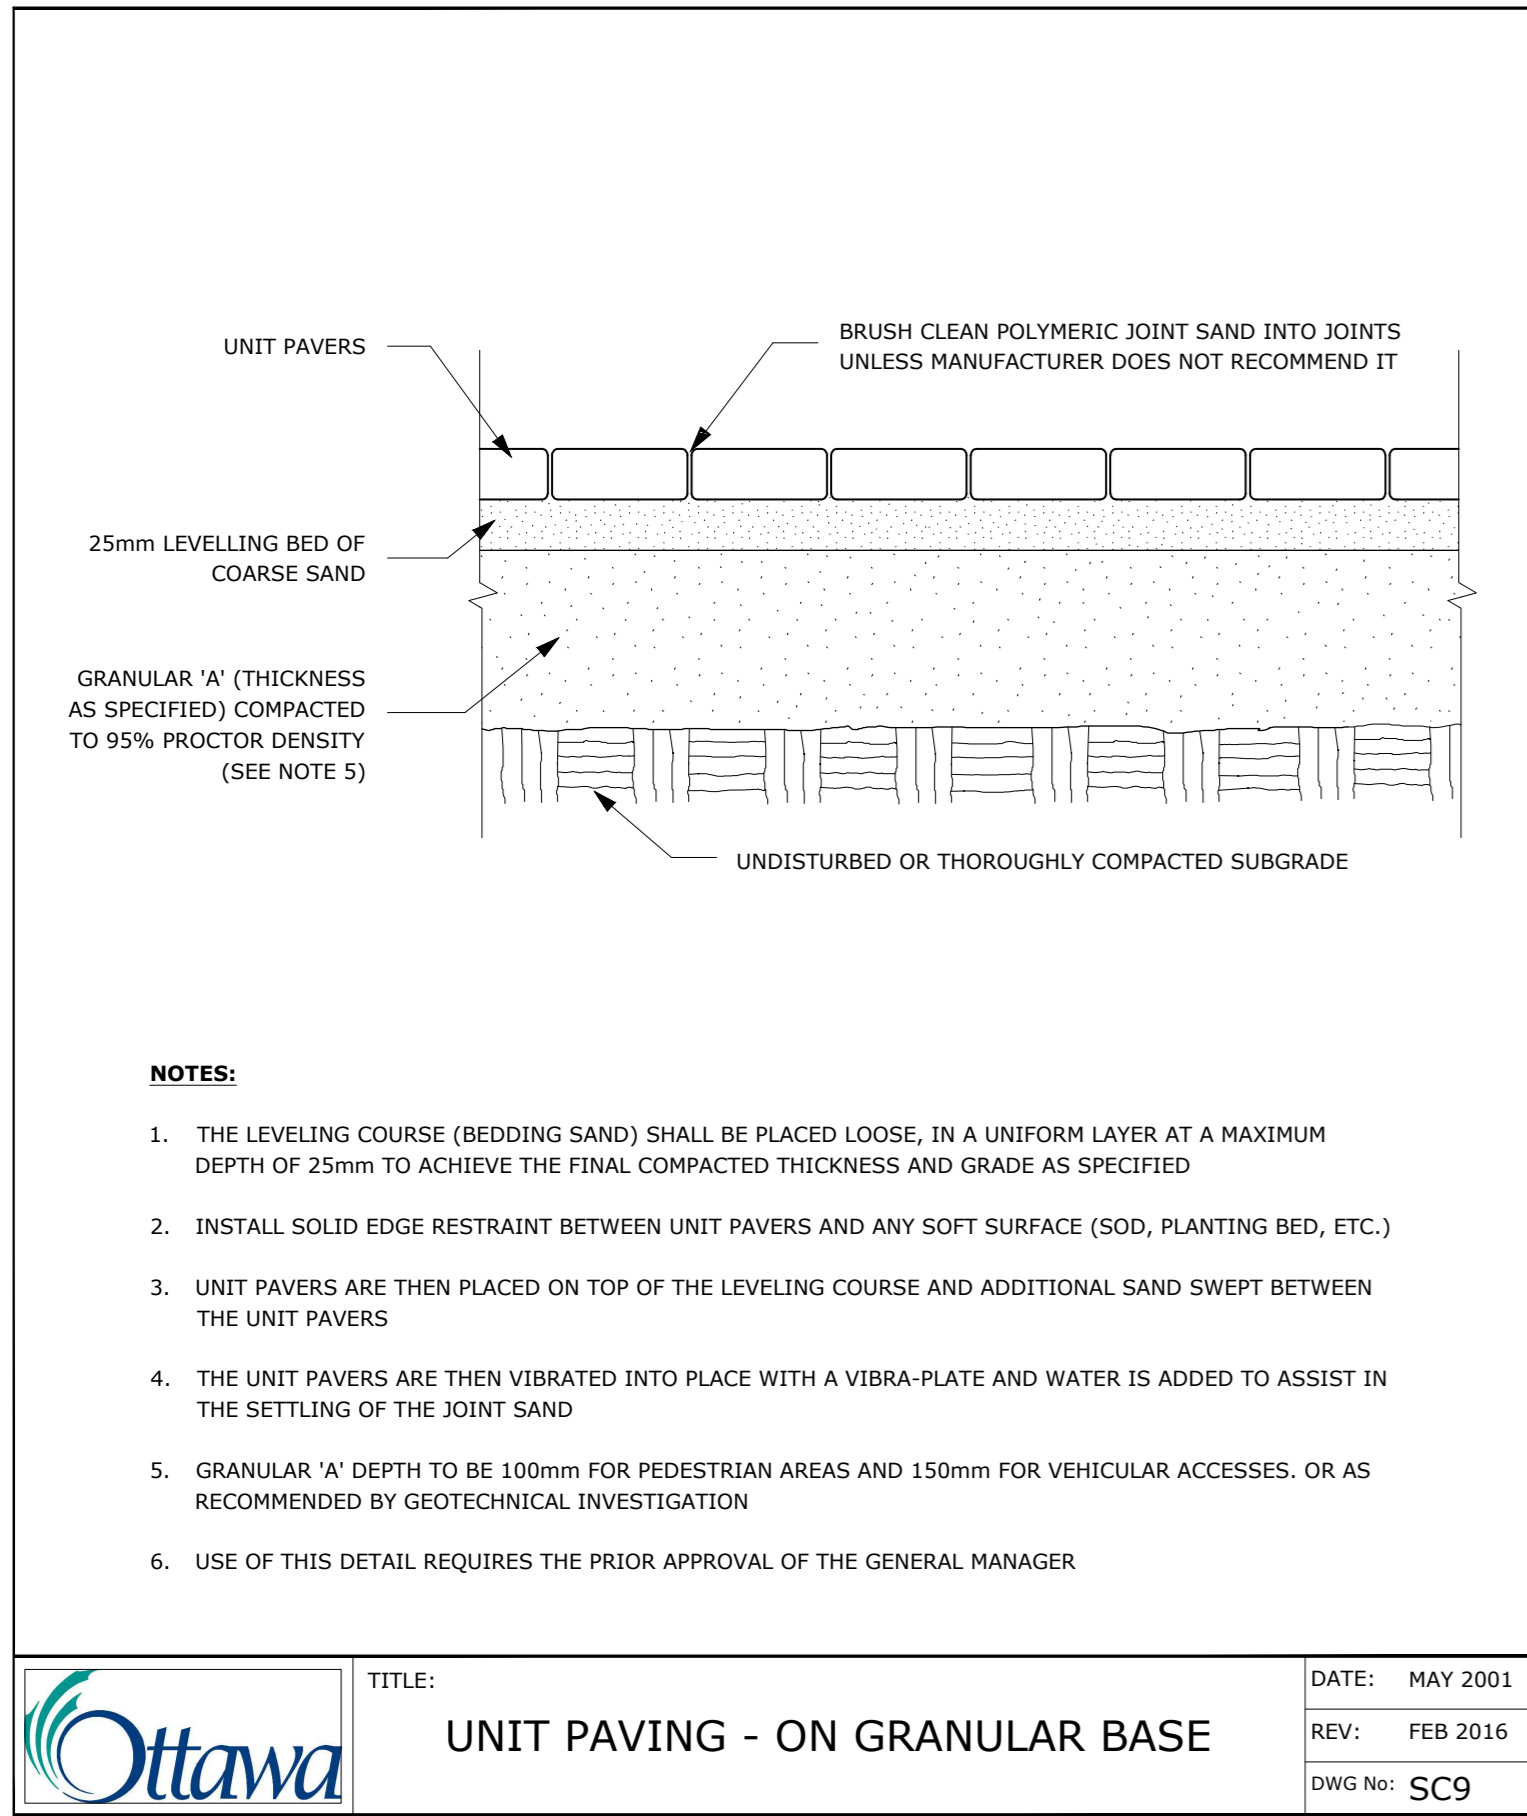 UNIT PAVERS
BRUSH CLEAN POLYMERIC JOINT SAND INTO JOINTS
UNLESS MANUFACTURER DOES NOT RECOMMEND IT
25mm LEVELLING BED OF
COARSE SAND
GRANULAR 'A' (THICKNESS
AS SPECIFIED) COMPACTED
TO 95% PROCTOR DENSITY
(SEE NOTE 5)
UNDISTURBED OR THOROUGHLY COMPACTED SUBGRADE
NOTES:
1. THE LEVELING COURSE (BEDDING SAND) SHALL BE PLACED LOOSE, IN A UNIFORM LAYER AT A MAXIMUM
DEPTH OF 25mm TO ACHIEVE THE FINAL COMPACTED THICKNESS AND GRADE AS SPECIFIED
2. INSTALL SOLID EDGE RESTRAINT BETWEEN UNIT PAVERS AND ANY SOFT SURFACE (SOD, PLANTING BED, ETC.)
3. UNIT PAVERS ARE THEN PLACED ON TOP OF THE LEVELING COURSE AND ADDITIONAL SAND SWEPT BETWEEN
THE UNIT PAVERS
4. THE UNIT PAVERS ARE THEN VIBRATED INTO PLACE WITH A VIBRA-PLATE AND WATER IS ADDED TO ASSIST IN
THE SETTLING OF THE JOINT SAND
5. GRANULAR 'A' DEPTH TO BE 100mm FOR PEDESTRIAN AREAS AND 150mm FOR VEHICULAR ACCESSES. OR AS
RECOMMENDED BY GEOTECHNICAL INVESTIGATION
6. USE OF THIS DETAIL REQUIRES THE PRIOR APPROVAL OF THE GENERAL MANAGER
Ottawa
TITLE:
UNIT PAVING - ON GRANULAR BASE
DATE: MAY 2001
REV: FEB 2016
DWG No: SC9